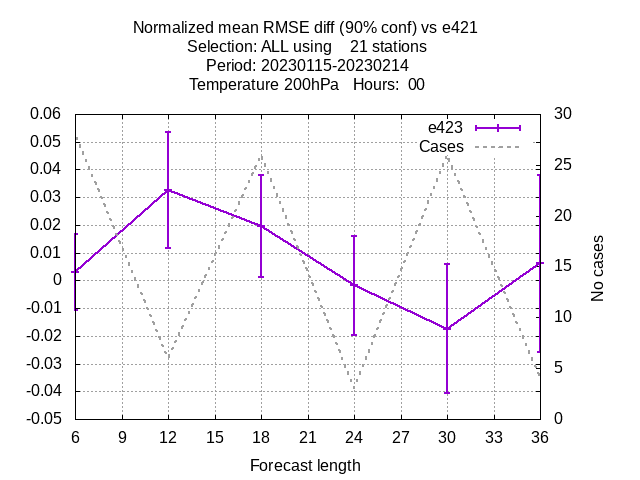 Normalized mean RMSE diff (90% conf) vs e421
Selection: ALL using    21 stations
Period: 20230115-20230214
Temperature 200hPa   Hours:  00
e423
Cases
0.06
0.05
0.04
0.03
0.02
0.01
0
-0.01
-0.02
-0.03
-0.04
-0.05
30
25
20
15
10
5
0
No cases
6 9 12 15 18 21 24 27 30 33 36
Forecast length